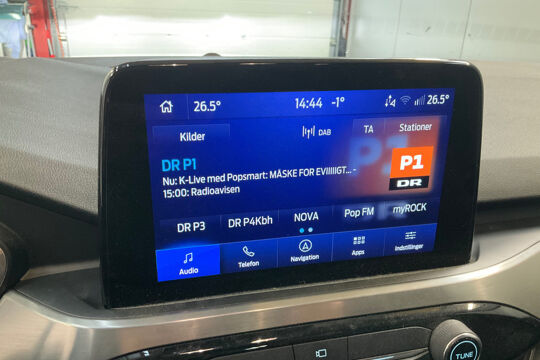 26.5° 14:44 -1° 26.5°
Kilder DAB TA Stationer
DR P1
Nu: K-Live med Popsmart: MÅSKE FOR EVIIIIIGT... -
15:00: Radioavisen
P1
DR
DR P3 DR P4Kbh NOVA Pop FM myROCK
Audio Telefon Navigation Apps Indstillinger
TUNE